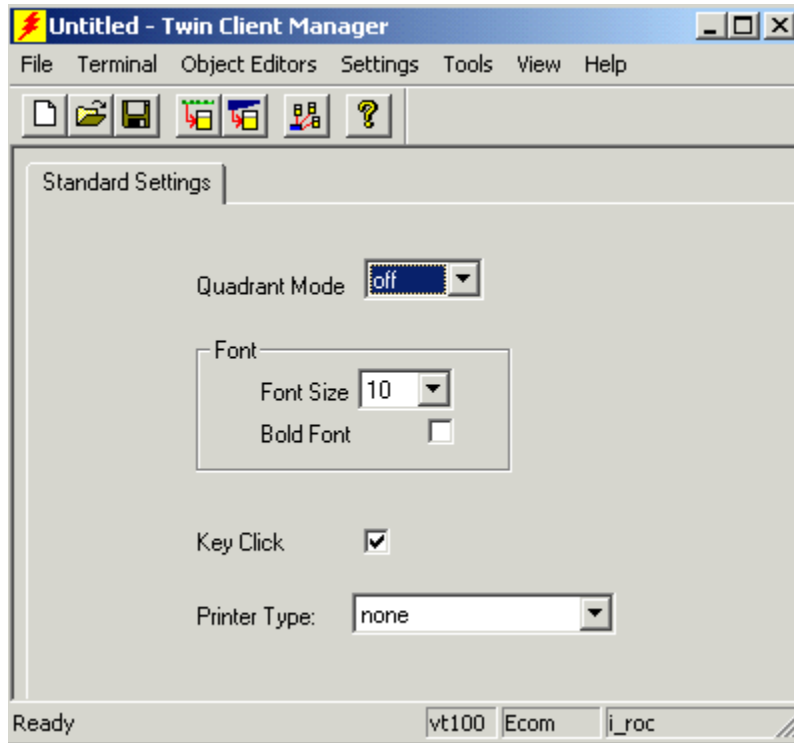 Untitled - Twin Client Manager
File Terminal Object Editors Settings Tools View Help
Standard Settings
Quadrant Mode off
Font
Font Size 10
Bold Font
Key Click
Printer Type: none
Ready vt100 Ecom i_roc